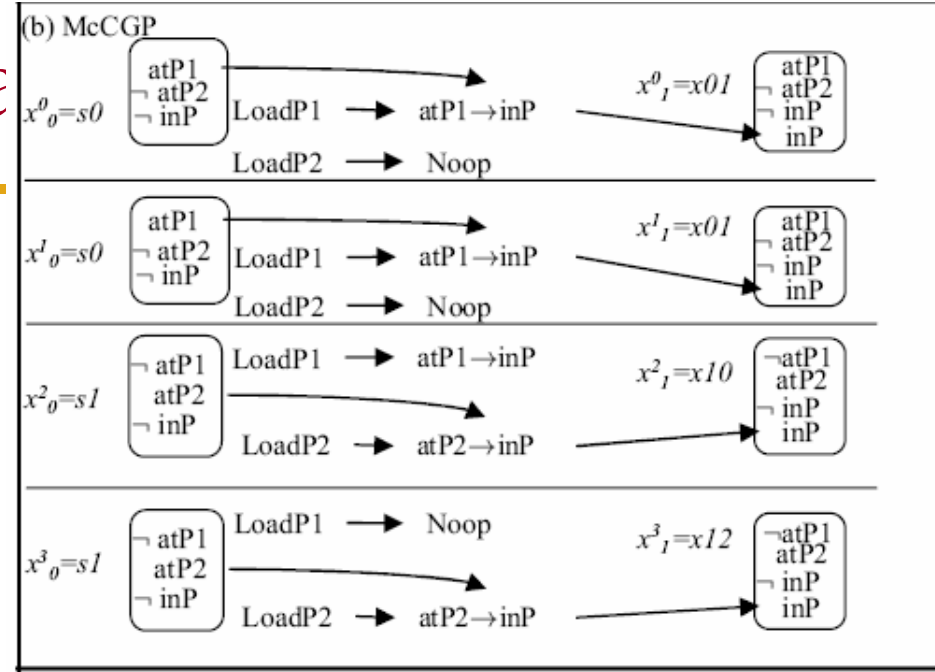 (b) McCGP
x⁰₀=s0
atP1
¬ atP2
¬ inP
LoadP1 → atP1→inP
LoadP2 → Noop
x⁰₁=x01
atP1
¬ atP2
¬ inP
inP
x¹₀=s0
atP1
¬ atP2
¬ inP
LoadP1 → atP1→inP
LoadP2 → Noop
x¹₁=x01
atP1
¬ atP2
¬ inP
inP
x²₀=s1
¬ atP1
atP2
¬ inP
LoadP1 → atP1→inP
LoadP2 → atP2→inP
x²₁=x10
¬atP1
atP2
¬ inP
inP
x³₀=s1
¬ atP1
atP2
¬ inP
LoadP1 → Noop
LoadP2 → atP2→inP
x³₁=x12
¬atP1
atP2
¬ inP
inP